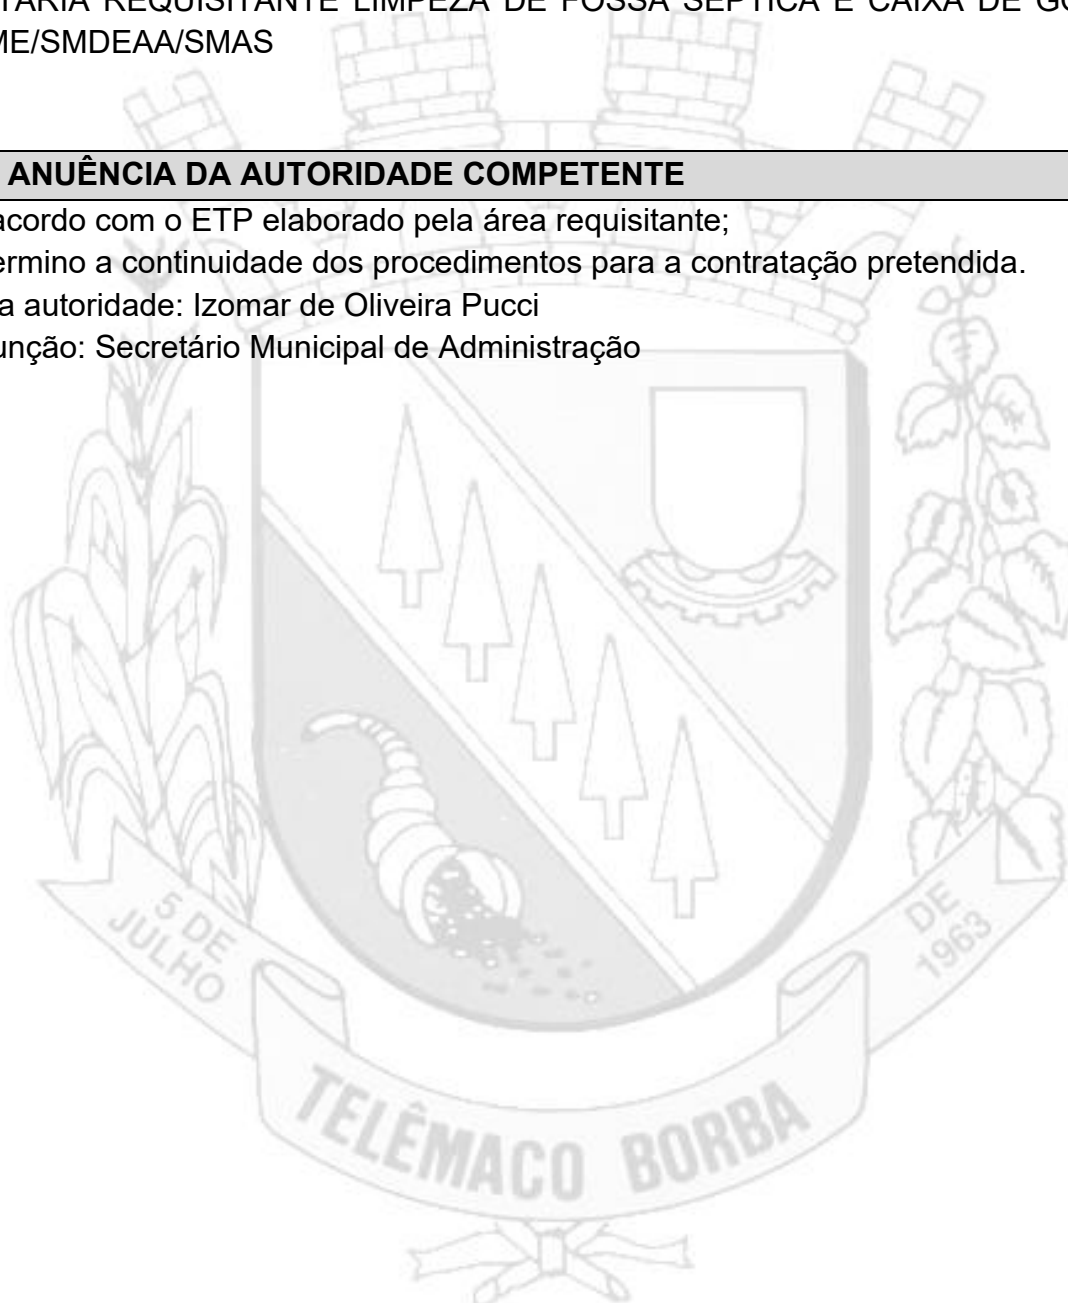 TARIA REQUISITANTE LIMPEZA DE FOSSA SÉPTICA E CAIXA DE GO
ME/SMDEAA/SMAS
ANUÊNCIA DA AUTORIDADE COMPETENTE
acordo com o ETP elaborado pela área requisitante;
ermino a continuidade dos procedimentos para a contratação pretendida.
a autoridade: Izomar de Oliveira Pucci
unção: Secretário Municipal de Administração
5 DE
JULHO
DE
1963
TELÊMACO BORBA